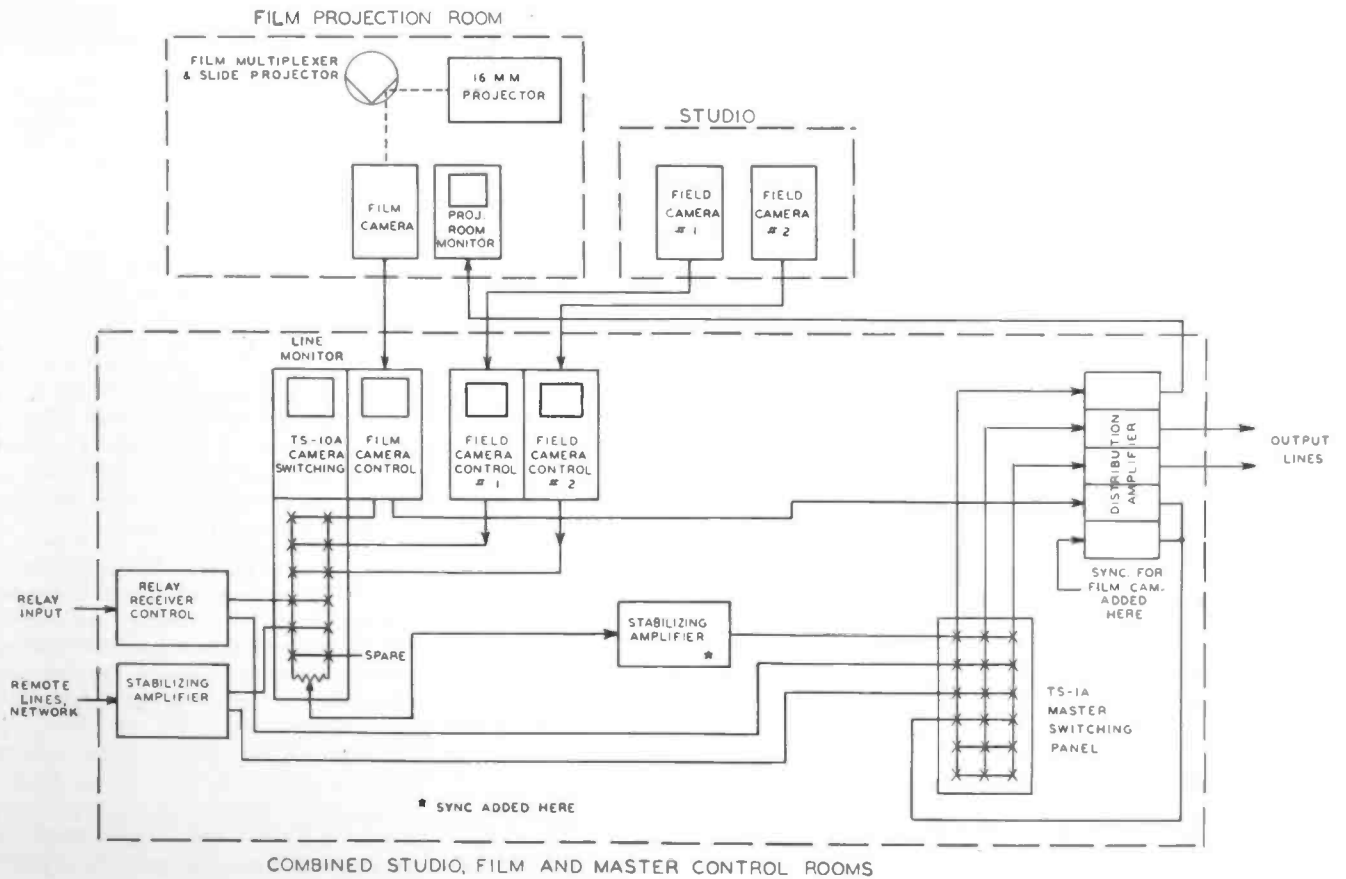 FILM PROJECTION ROOM
FILM MULTIPLEXER
& SLIDE PROJECTOR
16 MM
PROJECTOR
FILM
CAMERA
PROJ.
ROOM
MONITOR
STUDIO
FIELD
CAMERA
# 1
FIELD
CAMERA
# 2
LINE
MONITOR
TS-10A
CAMERA
SWITCHING
FILM
CAMERA
CONTROL
FIELD
CAMERA
CONTROL
# 1
FIELD
CAMERA
CONTROL
# 2
DISTRIBUTION
AMPLIFIER
OUTPUT
LINES
SYNC. FOR
FILM CAM.
ADDED
HERE
RELAY
INPUT
RELAY
RECEIVER
CONTROL
REMOTE
LINES,
NETWORK
STABILIZING
AMPLIFIER
SPARE
STABILIZING
AMPLIFIER
*
TS-1A
MASTER
SWITCHING
PANEL
* SYNC ADDED HERE
COMBINED STUDIO, FILM AND MASTER CONTROL ROOMS